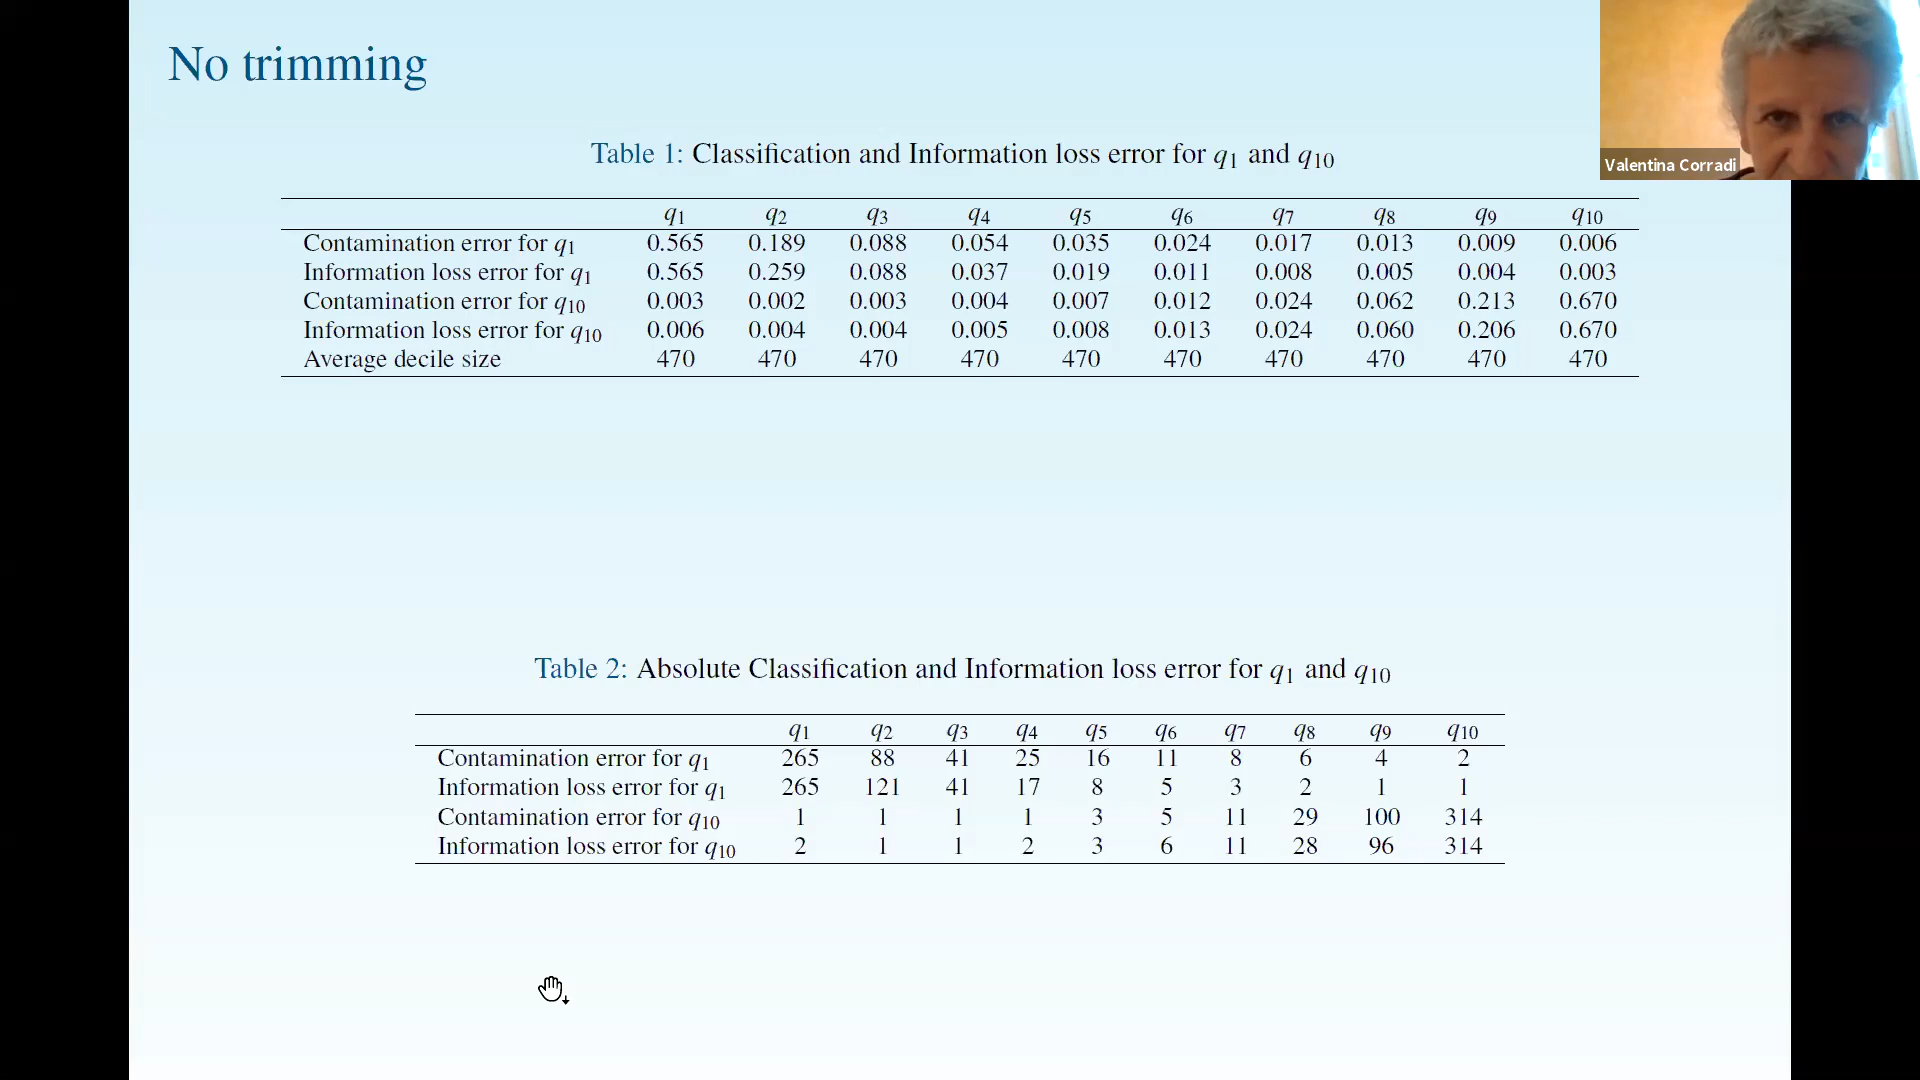 No trimming
Valentina Corradi
Table 1: Classification and Information loss error for q1 and q10
q1 q2 q3 q4 q5 q6 q7 q8 q9 q10
Contamination error for q1 0.565 0.189 0.088 0.054 0.035 0.024 0.017 0.013 0.009 0.006
Information loss error for q1 0.565 0.259 0.088 0.037 0.019 0.011 0.008 0.005 0.004 0.003
Contamination error for q10 0.003 0.002 0.003 0.004 0.007 0.012 0.024 0.062 0.213 0.670
Information loss error for q10 0.006 0.004 0.004 0.005 0.008 0.013 0.024 0.060 0.206 0.670
Average decile size 470 470 470 470 470 470 470 470 470 470
Table 2: Absolute Classification and Information loss error for q1 and q10
q1 q2 q3 q4 q5 q6 q7 q8 q9 q10
Contamination error for q1 265 88 41 25 16 11 8 6 4 2
Information loss error for q1 265 121 41 17 8 5 3 2 1 1
Contamination error for q10 1 1 1 1 3 5 11 29 100 314
Information loss error for q10 2 1 1 2 3 6 11 28 96 314